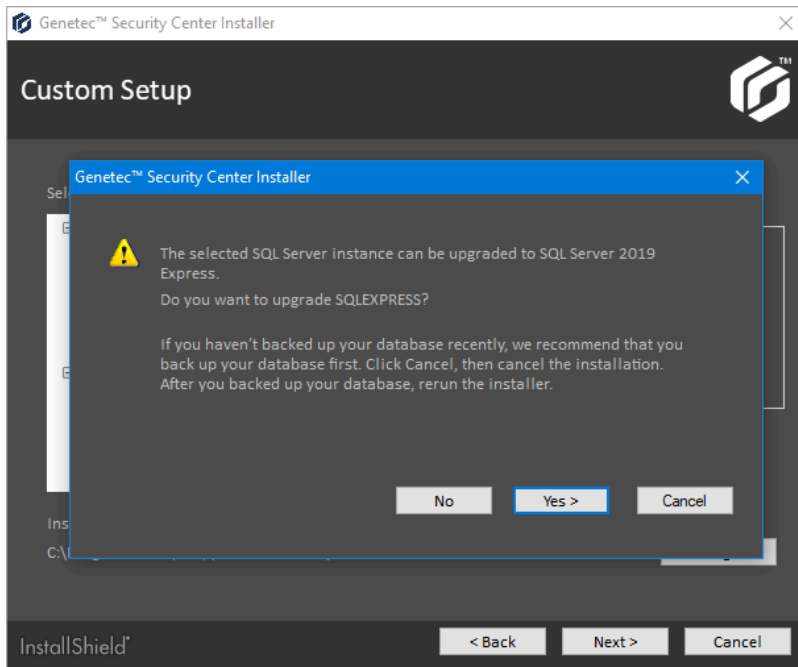 Genetec™ Security Center Installer
Custom Setup
TM
Genetec™ Security Center Installer
The selected SQL Server instance can be upgraded to SQL Server 2019
Express.
Do you want to upgrade SQLEXPRESS?
If you haven't backed up your database recently, we recommend that you
back up your database first. Click Cancel, then cancel the installation.
After you backed up your database, rerun the installer.
No
Yes >
Cancel
C:\
InstallShield
< Back
Next >
Cancel